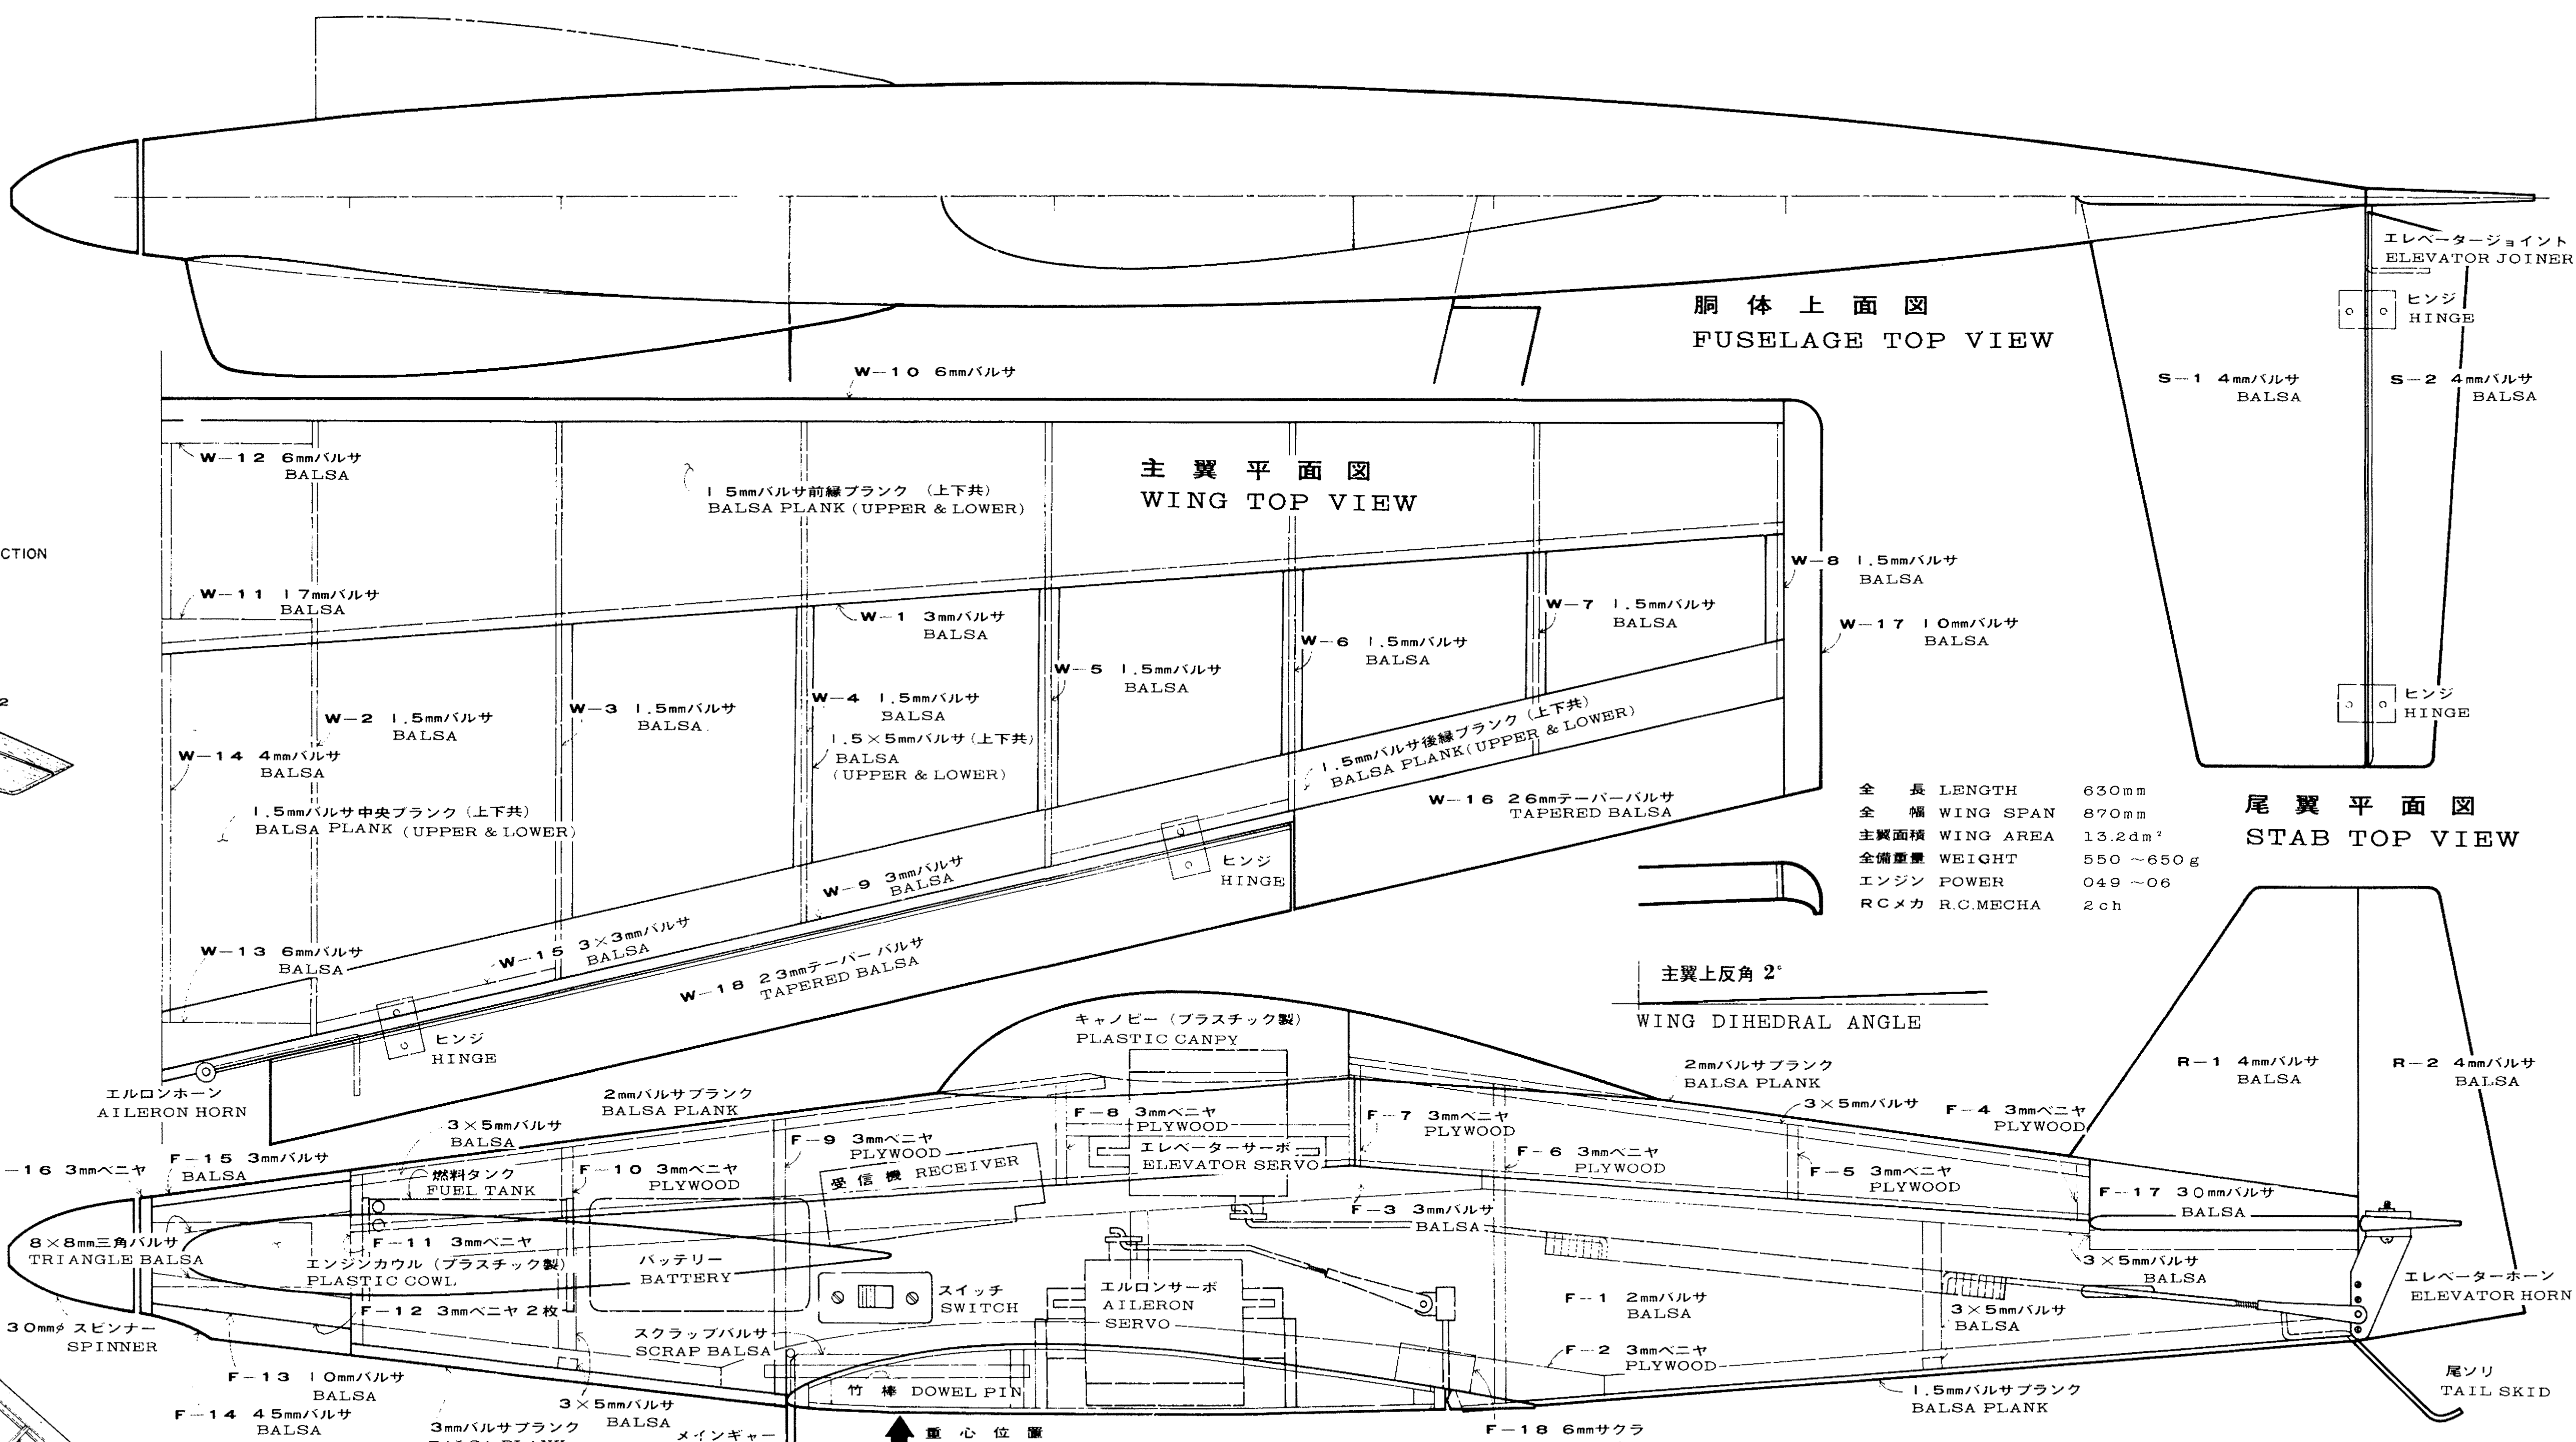 エレベータージョイント
ELEVATOR JOINER
ヒンジ
HINGE
胴体上面図
FUSELAGE TOP VIEW
W-10 6mmバルサ
S-1 4mmバルサ
BALSA
S-2 4mmバルサ
BALSA
W-12 6mmバルサ
BALSA
1.5mmバルサ前縁プランク (上下共)
BALSA PLANK (UPPER & LOWER)
主翼平面図
WING TOP VIEW
CTION
W-11 17mmバルサ
BALSA
W-1 3mmバルサ
BALSA
W-8 1.5mmバルサ
BALSA
W-7 1.5mmバルサ
BALSA
W-17 10mmバルサ
BALSA
W-6 1.5mmバルサ
BALSA
W-5 1.5mmバルサ
BALSA
W-4 1.5mmバルサ
BALSA
W-3 1.5mmバルサ
BALSA
W-2 1.5mmバルサ
BALSA
2
ヒンジ
HINGE
1.5×5mmバルサ(上下共)
BALSA
(UPPER & LOWER)
W-14 4mmバルサ
BALSA
1.5mmバルサ後縁プランク (上下共)
BALSA PLANK (UPPER & LOWER)
1.5mmバルサ中央プランク (上下共)
BALSA PLANK (UPPER & LOWER)
W-16 26mmテーパーバルサ
TAPERED BALSA
全長 LENGTH 630mm
全幅 WING SPAN 870mm
主翼面積 WING AREA 13.2dm²
全備重量 WEIGHT 550~650g
エンジン POWER 049~06
RCメカ R.C.MECHA 2ch
尾翼平面図
STAB TOP VIEW
W-9 3mmバルサ
BALSA
ヒンジ
HINGE
W-13 6mmバルサ
BALSA
W-15 3×3mmバルサ
BALSA
W-18 23mmテーパーバルサ
TAPERED BALSA
主翼上反角 2°
WING DIHEDRAL ANGLE
ヒンジ
HINGE
エルロンホーン
AILERON HORN
キャノピー (プラスチック製)
PLASTIC CANPY
2mmバルサプランク
BALSA PLANK
2mmバルサプランク
BALSA PLANK
R-1 4mmバルサ
BALSA
R-2 4mmバルサ
BALSA
3×5mmバルサ
BALSA
F-8 3mmベニヤ
PLYWOOD
F-7 3mmベニヤ
PLYWOOD
3×5mmバルサ
F-4 3mmベニヤ
PLYWOOD
-16 3mmベニヤ
F-15 3mmバルサ
BALSA
燃料タンク
FUEL TANK
F-10 3mmベニヤ
PLYWOOD
F-9 3mmベニヤ
PLYWOOD
受信機 RECEIVER
エレベーターサーボ
ELEVATOR SERVO
F-6 3mmベニヤ
PLYWOOD
F-5 3mmベニヤ
PLYWOOD
F-17 30mmバルサ
BALSA
F-3 3mmバルサ
BALSA
8×8mm三角バルサ
TRIANGLE BALSA
F-11 3mmベニヤ
エンジンカウル (プラスチック製)
PLASTIC COWL
バッテリー
BATTERY
スイッチ
SWITCH
エルロンサーボ
AILERON
SERVO
3×5mmバルサ
BALSA
エレベーターホーン
ELEVATOR HORN
F-12 3mmベニヤ 2枚
F-1 2mmバルサ
BALSA
3×5mmバルサ
BALSA
30mmφ スピンナー
SPINNER
スクラップバルサ
SCRAP BALSA
F-2 3mmベニヤ
PLYWOOD
F-13 10mmバルサ
BALSA
竹棒 DOWEL PIN
1.5mmバルサプランク
BALSA PLANK
尾ソリ
TAIL SKID
F-14 45mmバルサ
BALSA
3×5mmバルサ
BALSA
3mmバルサプランク
BALSA PLANK
メインギャー
重心位置
F-18 6mmサクラ